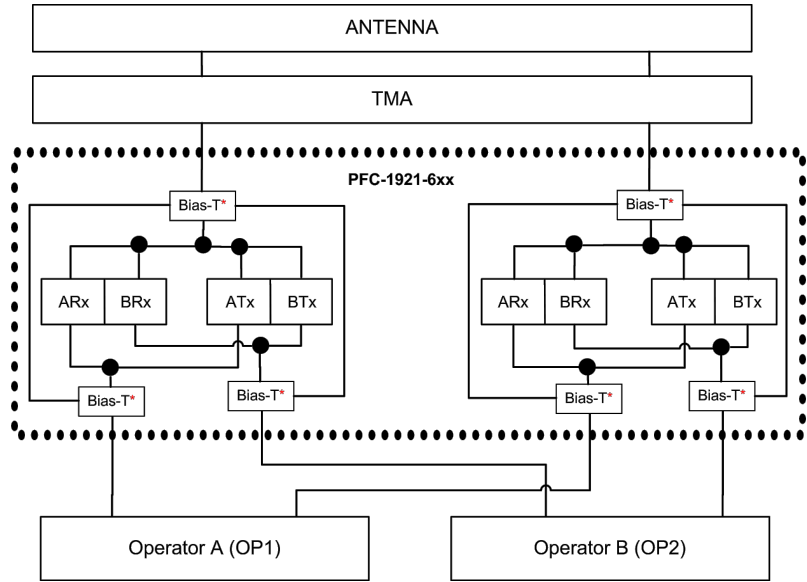 ANTENNA
TMA
PFC-1921-6xx
Bias-T* Bias-T*
ARx BRx ATx BTx ARx BRx ATx BTx
Bias-T* Bias-T* Bias-T* Bias-T*
Operator A (OP1) Operator B (OP2)